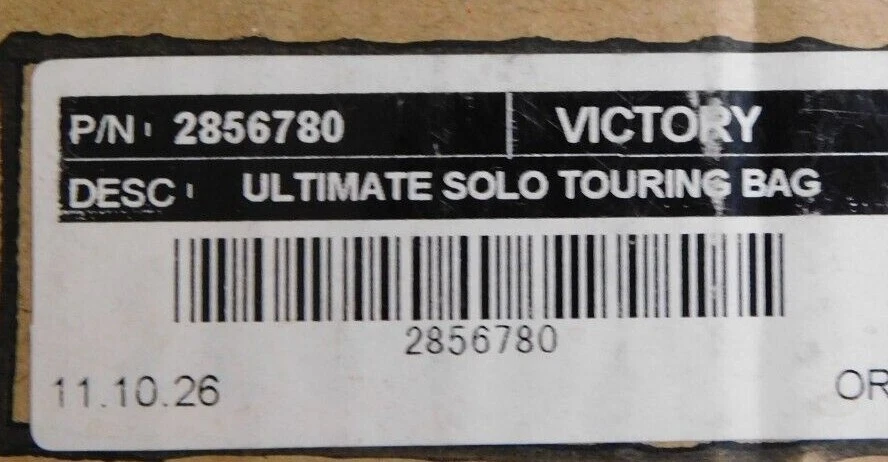 P/N: 2856780 VICTORY
DESC: ULTIMATE SOLO TOURING BAG
2856780
11.10.26 OR